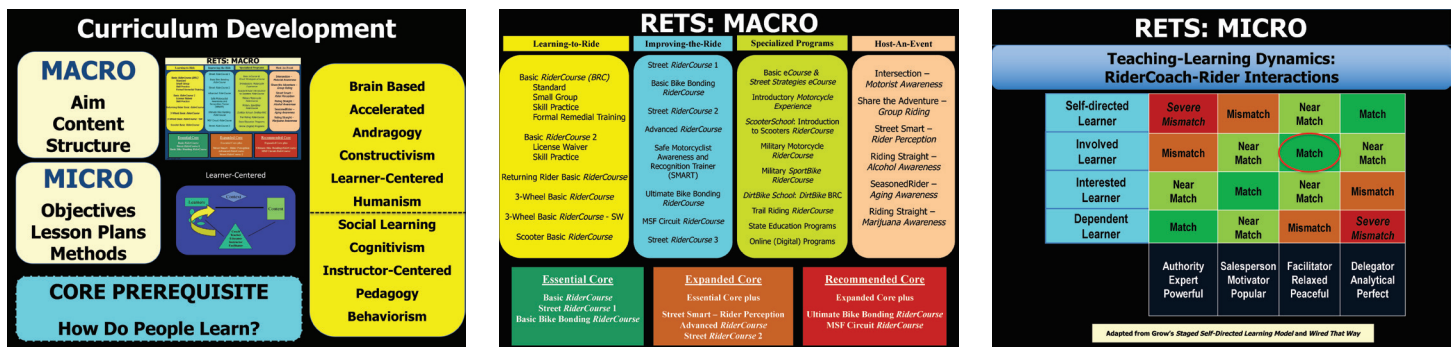 Curriculum Development
MACRO
Aim
Content
Structure
MICRO
Objectives
Lesson Plans
Methods
Learner-Centered
CORE PREREQUISITE
How Do People Learn?
Brain Based
Accelerated
Andragogy
Constructivism
Learner-Centered
Humanism
Social Learning
Cognitivism
Instructor-Centered
Pedagogy
Behaviorism
RETS: MACRO
Learning-to-Ride
Basic RiderCourse (BRC)
Standard
Small Group
Skill Practice
Formal Remedial Training
Basic RiderCourse 2
License Waiver
Skill Practice
Returning Rider Basic RiderCourse
3-Wheel Basic RiderCourse
3-Wheel Basic RiderCourse - SW
Scooter Basic RiderCourse
Improving-the-Ride
Street RiderCourse 1
Basic Bike Bonding
RiderCourse
Street RiderCourse 2
Advanced RiderCourse
Safe Motorcyclist
Awareness and
Recognition Trainer
(SMART)
Ultimate Bike Bonding
RiderCourse
MSF Circuit RiderCourse
Street RiderCourse 3
Specialized Programs
Basic eCourse &
Street Strategies eCourse
Introductory Motorcycle
Experience
ScooterSchool: Introduction
to Scooters RiderCourse
Military Motorcycle
RiderCourse
Military SportBike
RiderCourse
DirtBike School: DirtBike BRC
Trail Riding RiderCourse
State Education Programs
Online (Digital) Programs
Host-An-Event
Intersection –
Motorist Awareness
Share the Adventure –
Group Riding
Street Smart –
Rider Perception
Riding Straight –
Alcohol Awareness
SeasonedRider –
Aging Awareness
Riding Straight –
Marijuana Awareness
Essential Core
Basic RiderCourse
Street RiderCourse 1
Basic Bike Bonding RiderCourse
Expanded Core
Essential Core plus
Street Smart – Rider Perception
Advanced RiderCourse
Street RiderCourse 2
Recommended Core
Expanded Core plus
Ultimate Bike Bonding RiderCourse
MSF Circuit RiderCourse
RETS: MICRO
Teaching-Learning Dynamics:
RiderCoach-Rider Interactions
Self-directed
Learner
Severe
Mismatch
Mismatch
Near
Match
Match
Involved
Learner
Mismatch
Near
Match
Match
Near
Match
Interested
Learner
Near
Match
Match
Near
Match
Mismatch
Dependent
Learner
Match
Near
Match
Mismatch
Severe
Mismatch
Authority
Expert
Powerful
Salesperson
Motivator
Popular
Facilitator
Relaxed
Peaceful
Delegator
Analytical
Perfect
Adapted from Grow's Staged Self-Directed Learning Model and Wired That Way